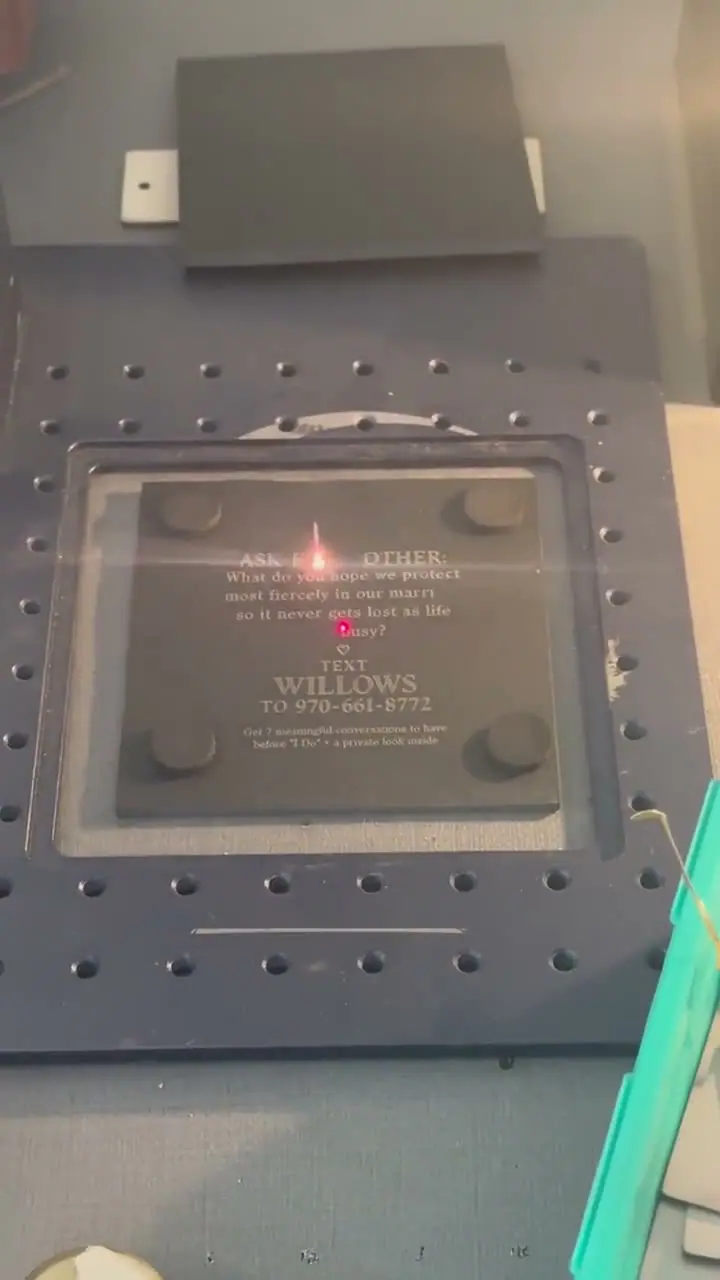 ASK OTHER:
What do you hope we protect
most fiercely in our
so it never gets lost as life
busy?
TEXT
WILLOWS
TO 970-661-8772
Get 7 meaningful conversations to have
before "I Do" + a private look inside